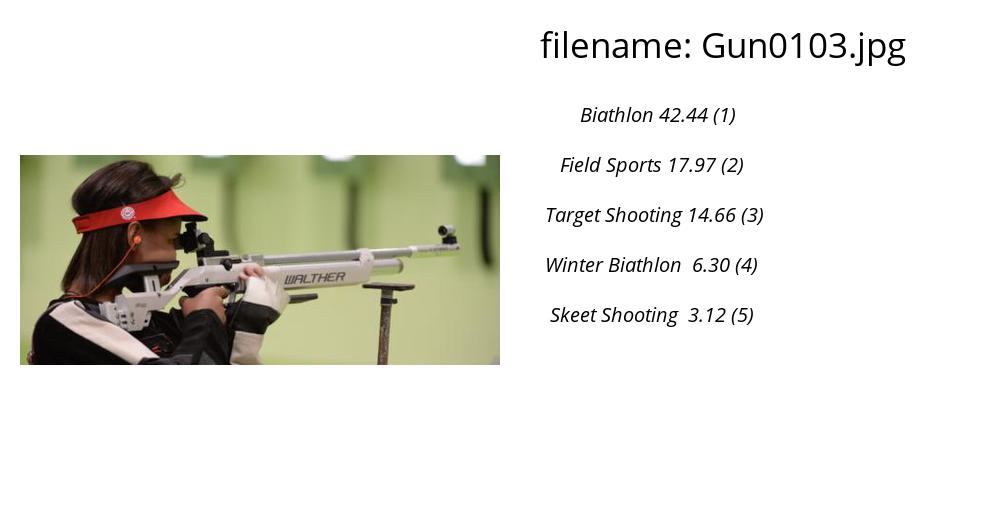 filename: Gun0103.jpg
Biathlon 42.44 (1)
Field Sports 17.97 (2)
Target Shooting 14.66 (3)
Winter Biathlon 6.30 (4)
Skeet Shooting 3.12 (5)
WALTHER